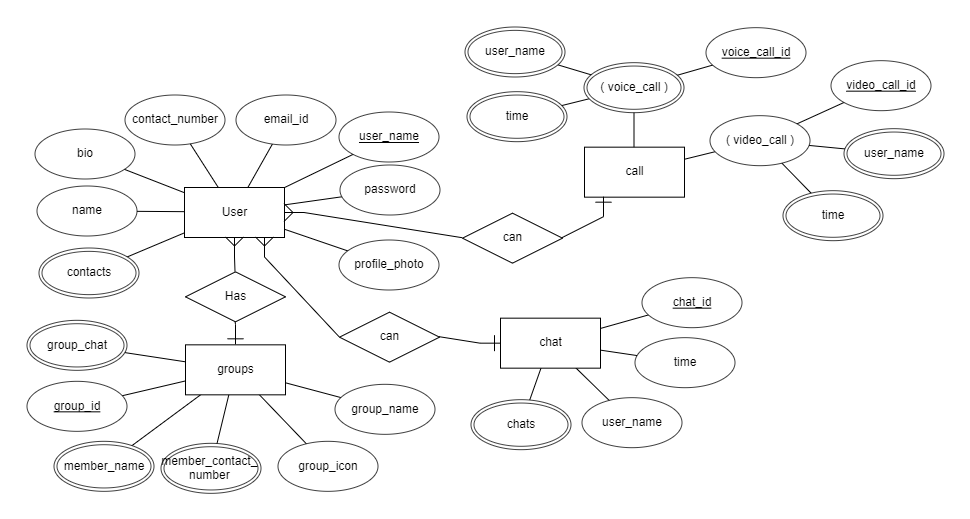 user_name
voice_call_id
( voice_call )
time
video_call_id
( video_call )
user_name
time
call
contact_number
email_id
user_name
bio
password
name
User
can
contacts
profile_photo
Has
can
chat_id
chat
time
chats
user_name
group_chat
groups
group_id
group_name
member_name
member_contact_
number
group_icon